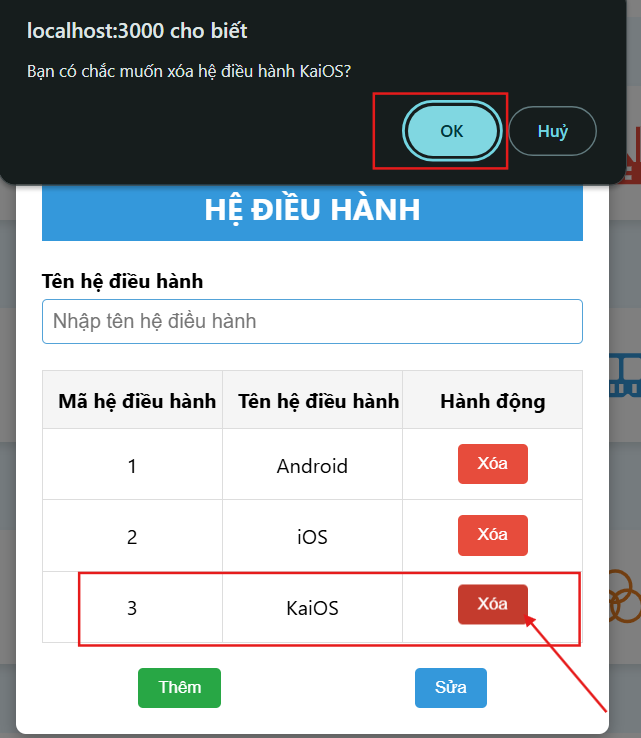 localhost:3000 cho biết
Bạn có chắc muốn xóa hệ điều hành KaiOS?
OK Huỷ
HỆ ĐIỀU HÀNH
Tên hệ điều hành
Nhập tên hệ điều hành
Mã hệ điều hành Tên hệ điều hành Hành động
1 Android Xóa
2 iOS Xóa
3 KaiOS Xóa
Thêm Sửa